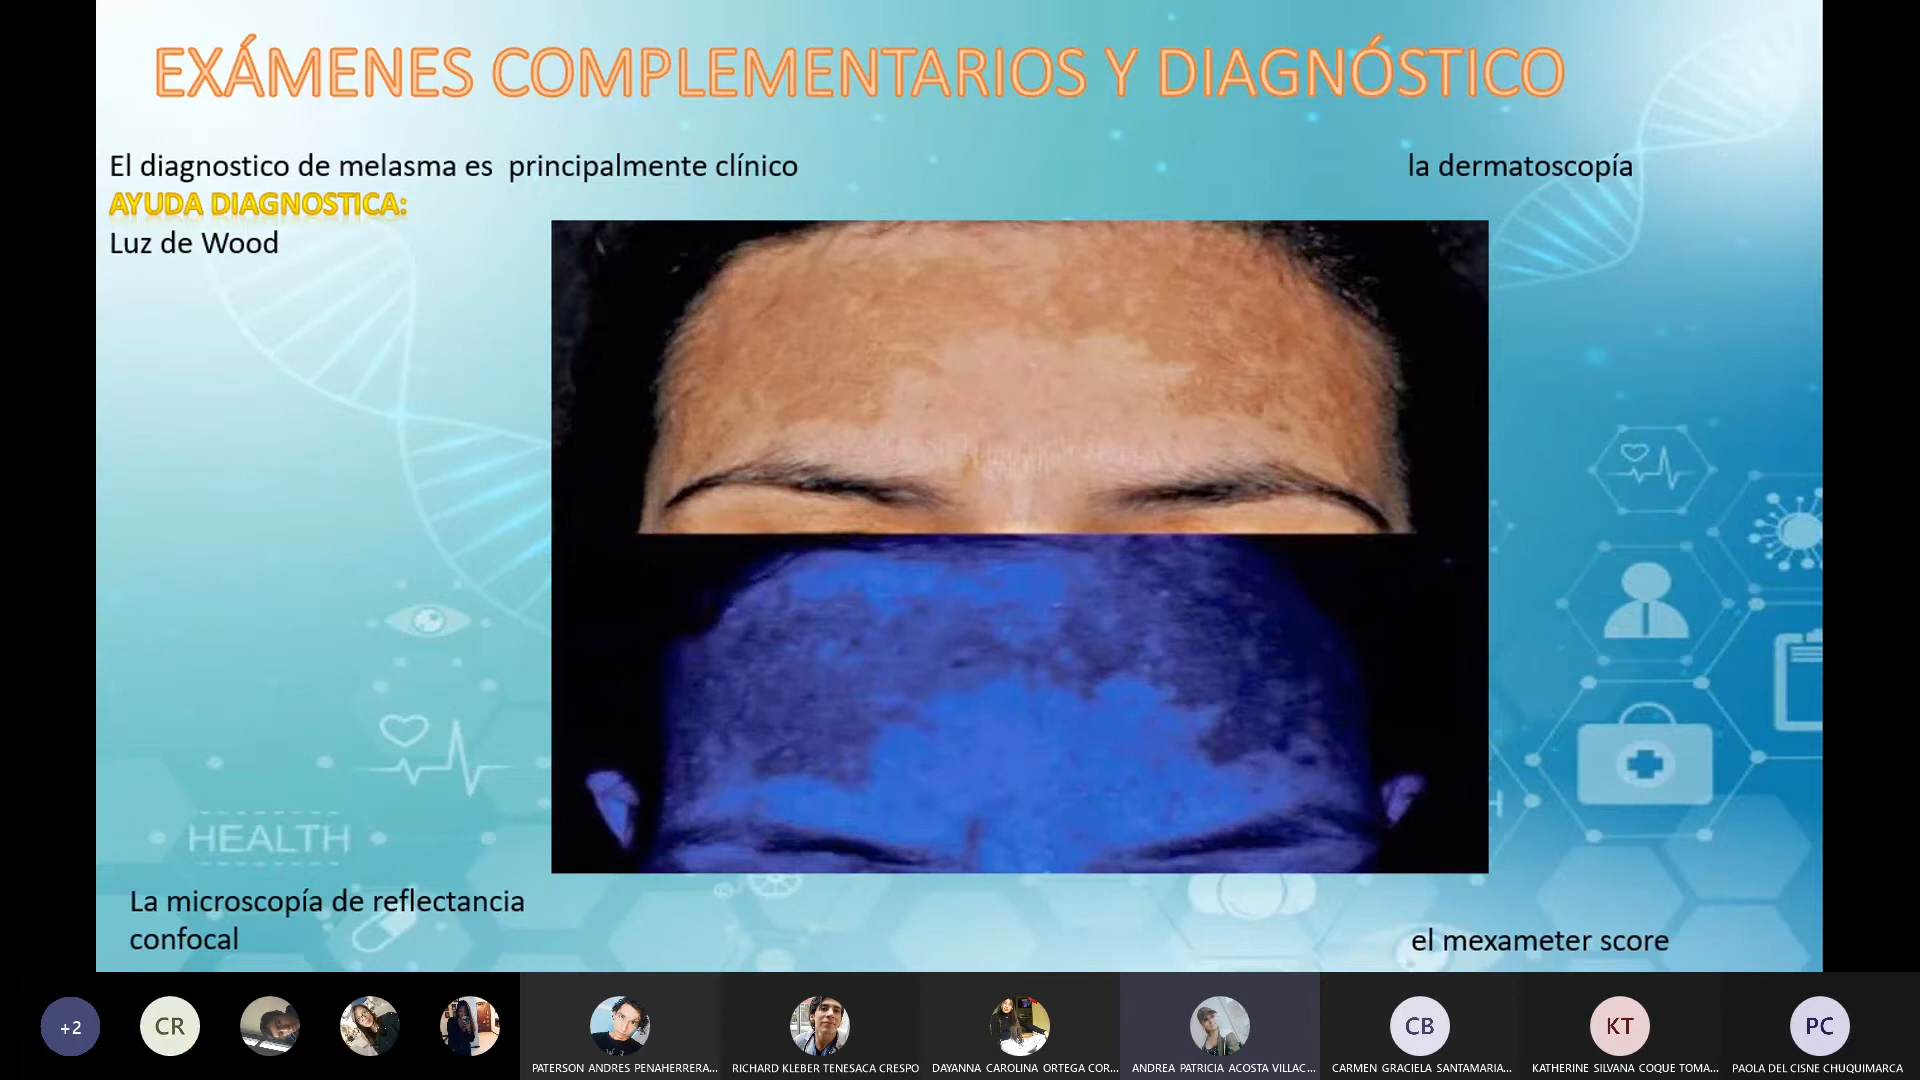 EXÁMENES COMPLEMENTARIOS Y DIAGNÓSTICO
El diagnostico de melasma es principalmente clínico
la dermatoscopía
AYUDA DIAGNOSTICA:
Luz de Wood
HEALTH
La microscopía de reflectancia
confocal
el mexameter score
+2
CR
CB
KT
PC
PATERSON ANDRES PENAHERRERA...
RICHARD KLEBER TENESACA CRESPO
DAYANNA CAROLINA ORTEGA COR...
ANDREA PATRICIA ACOSTA VILLAC...
CARMEN GRACIELA SANTAMARIA...
KATHERINE SILVANA COQUE TOMA...
PAOLA DEL CISNE CHUQUIMARCA